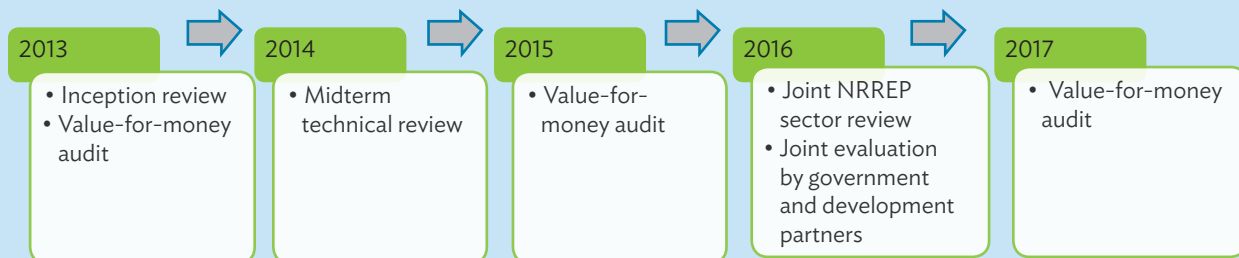 2013
• Inception review
• Value-for-money
audit
2014
• Midterm
technical review
2015
• Value-for-
money audit
2016
• Joint NRREP
sector review
• Joint evaluation
by government
and development
partners
2017
• Value-for-money
audit